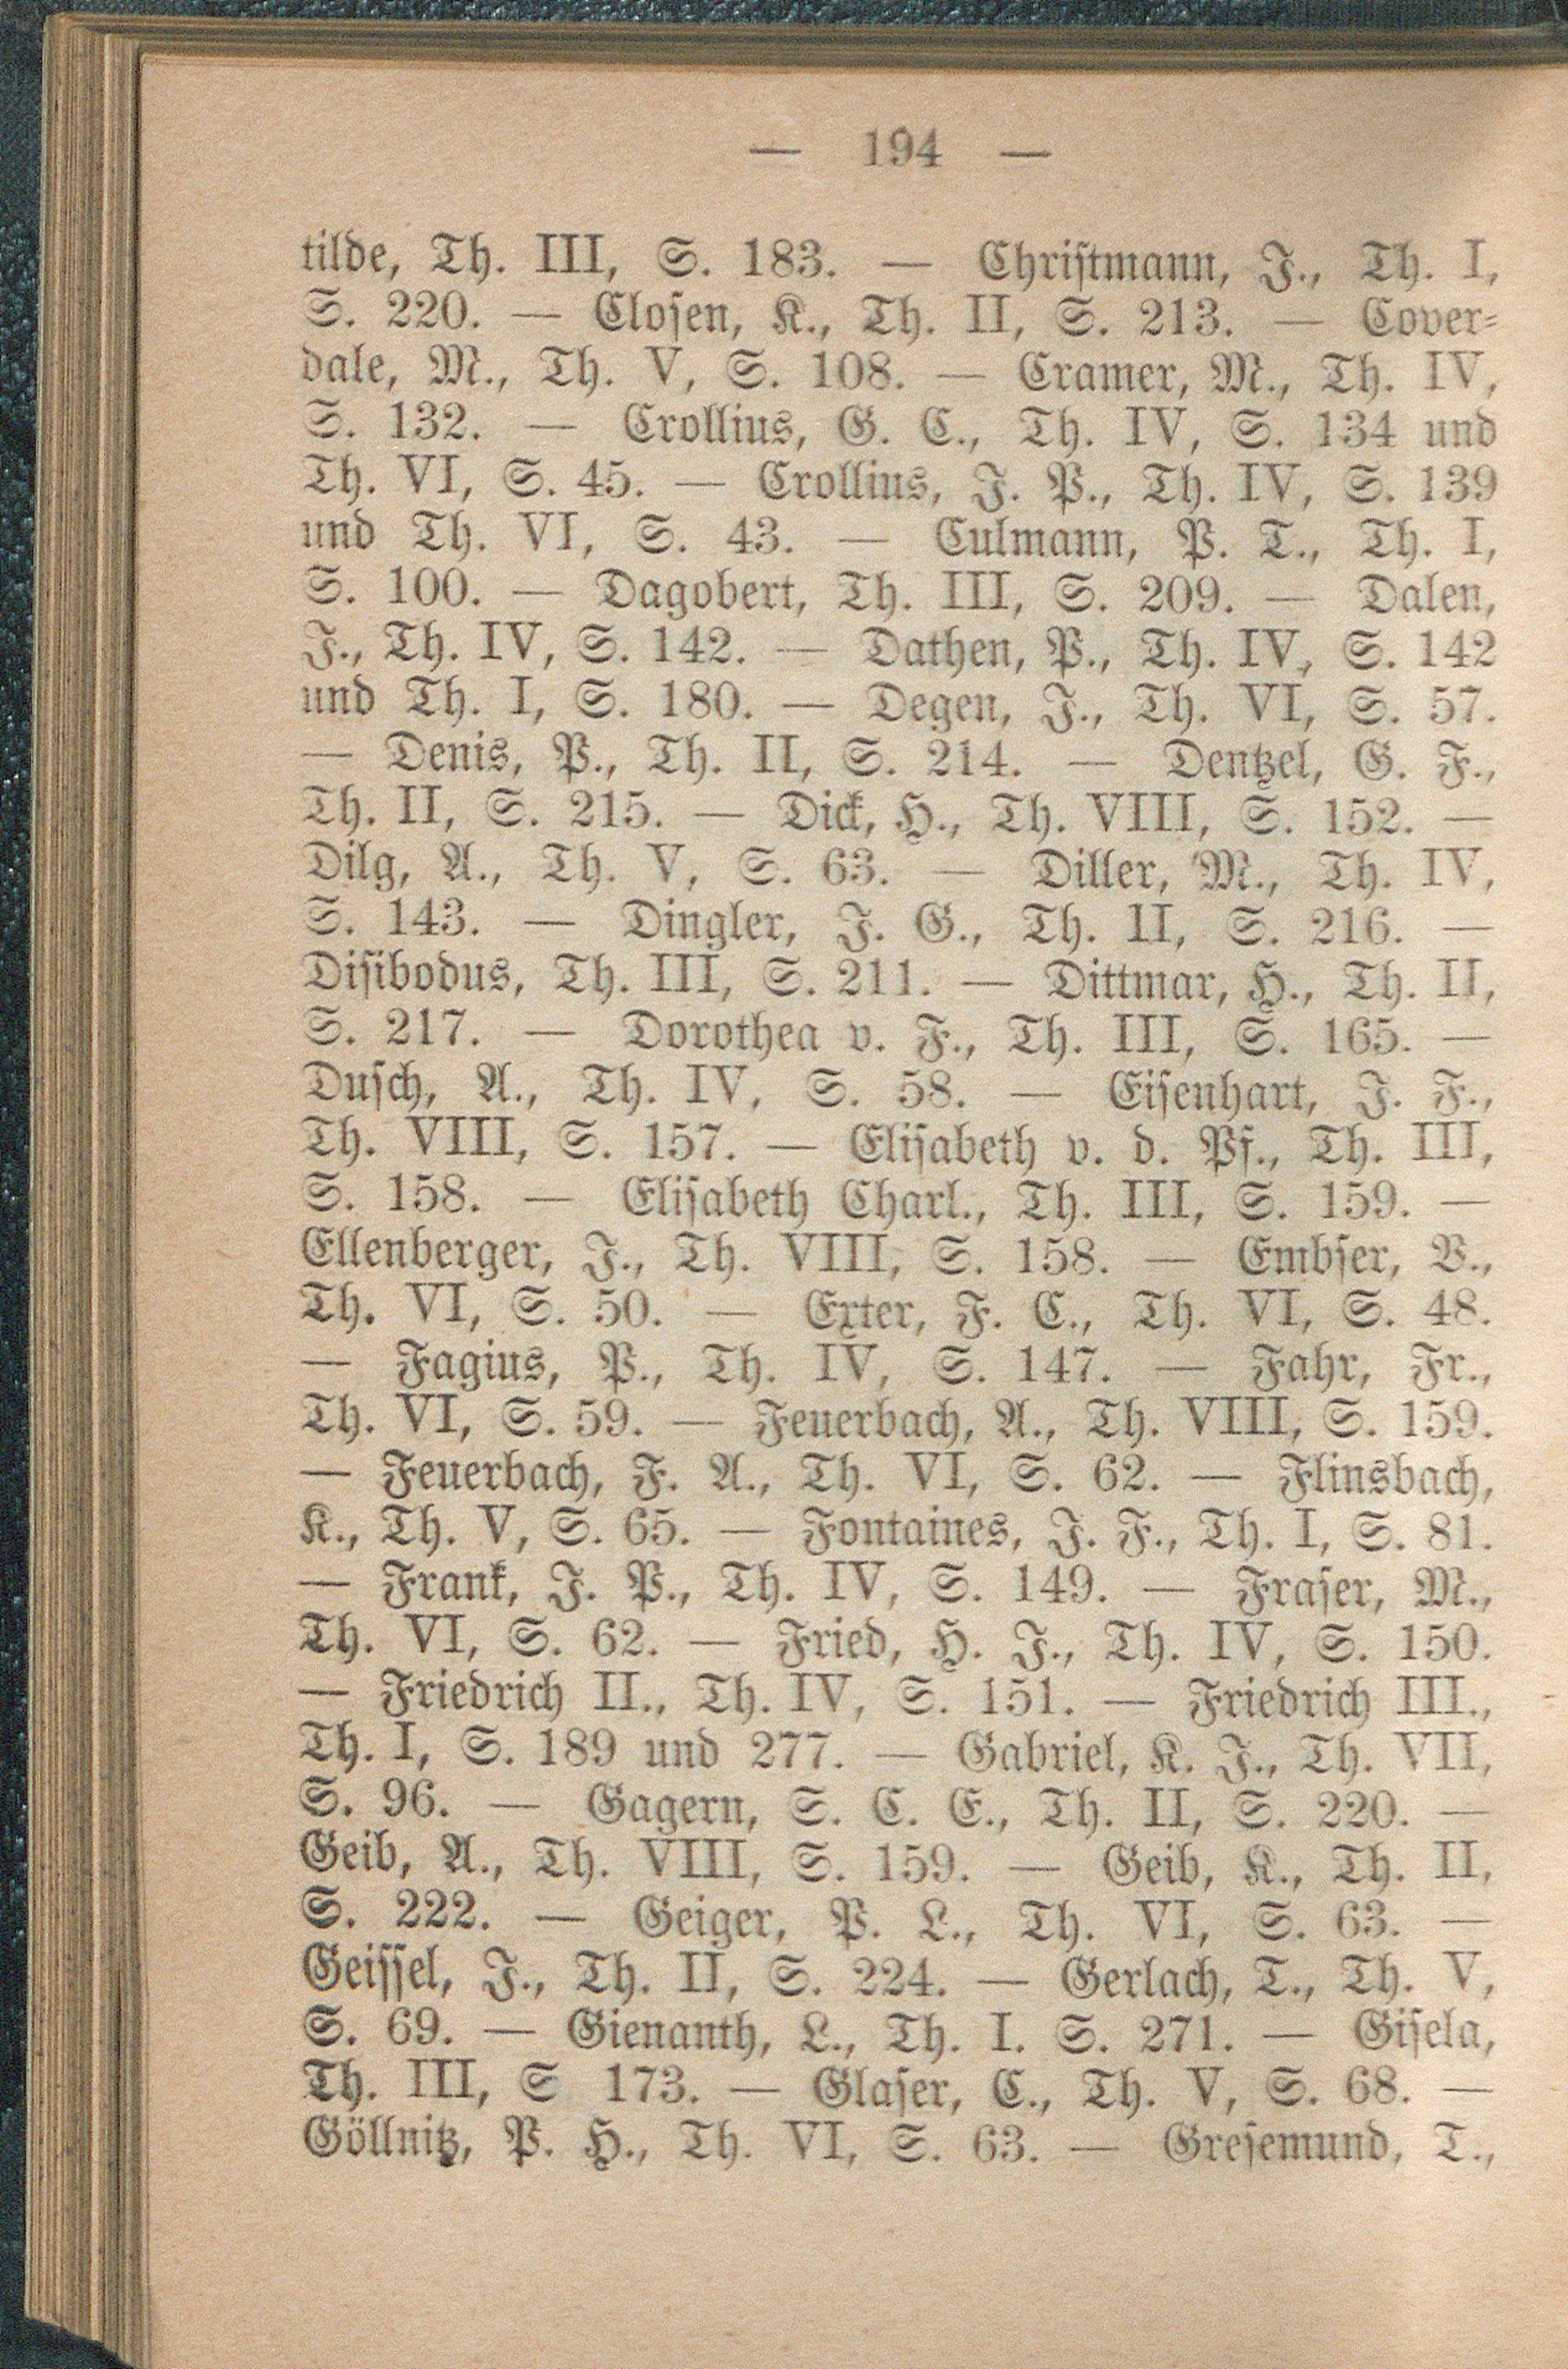 — 194 —
tilde, Th. III, S. 183. — Christmann, J., Th. I,
S. 220. — Closen, K., Th. II, S. 213. — Cover-
dale, M., Th. V, S. 108. — Cramer, M., Th. IV,
S. 132. — Crollius, G. C., Th. IV, S. 134 und
Th. VI, S. 45. — Crollius, J. P., Th. IV, S. 139
und Th. VI, S. 43. — Culmann, P. T., Th. I,
S. 100. — Dagobert, Th. III, S. 209. — Dalen,
J., Th. IV, S. 142. — Dathen, P., Th. IV, S. 142
und Th. I, S. 180. — Degen, J., Th. VI, S. 57.
— Denis, P., Th. II, S. 214. — Dentzel, G. F.,
Th. II, S. 215. — Dick, H., Th. VIII, S. 152. —
Dilg, A., Th. V, S. 63. — Diller, M., Th. IV,
S. 143. — Dingler, J. G., Th. II, S. 216. —
Disibodus, Th. III, S. 211. — Dittmar, H., Th. II,
S. 217. — Dorothea v. F., Th. III, S. 165. —
Dusch, A., Th. IV, S. 58. — Eisenhart, J. F.,
Th. VIII, S. 157. — Elisabeth v. d. Pf., Th. III,
S. 158. — Elisabeth Charl., Th. III, S. 159. —
Ellenberger, J., Th. VIII, S. 158. — Embser, V.,
Th. VI, S. 50. — Exter, F. C., Th. VI, S. 48.
— Fagius, P., Th. IV, S. 147. — Fahr, Fr.,
Th. VI, S. 59. — Feuerbach, A., Th. VIII, S. 159.
— Feuerbach, F. A., Th. VI, S. 62. — Flinsbach,
K., Th. V, S. 65. — Fontaines, J. F., Th. I, S. 81.
— Frank, J. P., Th. IV, S. 149. — Fraser, M.,
Th. VI, S. 62. — Fried, H. J., Th. IV, S. 150.
— Friedrich II., Th. IV, S. 151. — Friedrich III.,
Th. I, S. 189 und 277. — Gabriel, K. J., Th. VII,
S. 96. — Gagern, S. C. E., Th. II, S. 220. —
Geib, A., Th. VIII, S. 159. — Geib, K., Th. II,
S. 222. — Geiger, P. L., Th. VI, S. 63. —
Geissel, J., Th. II, S. 224. — Gerlach, T., Th. V,
S. 69. — Gienanth, L., Th. I. S. 271. — Gisela,
Th. III, S 173. — Glaser, C., Th. V, S. 68. —
Göllnitz, P. H., Th. VI, S. 63. — Gresemund, T.,